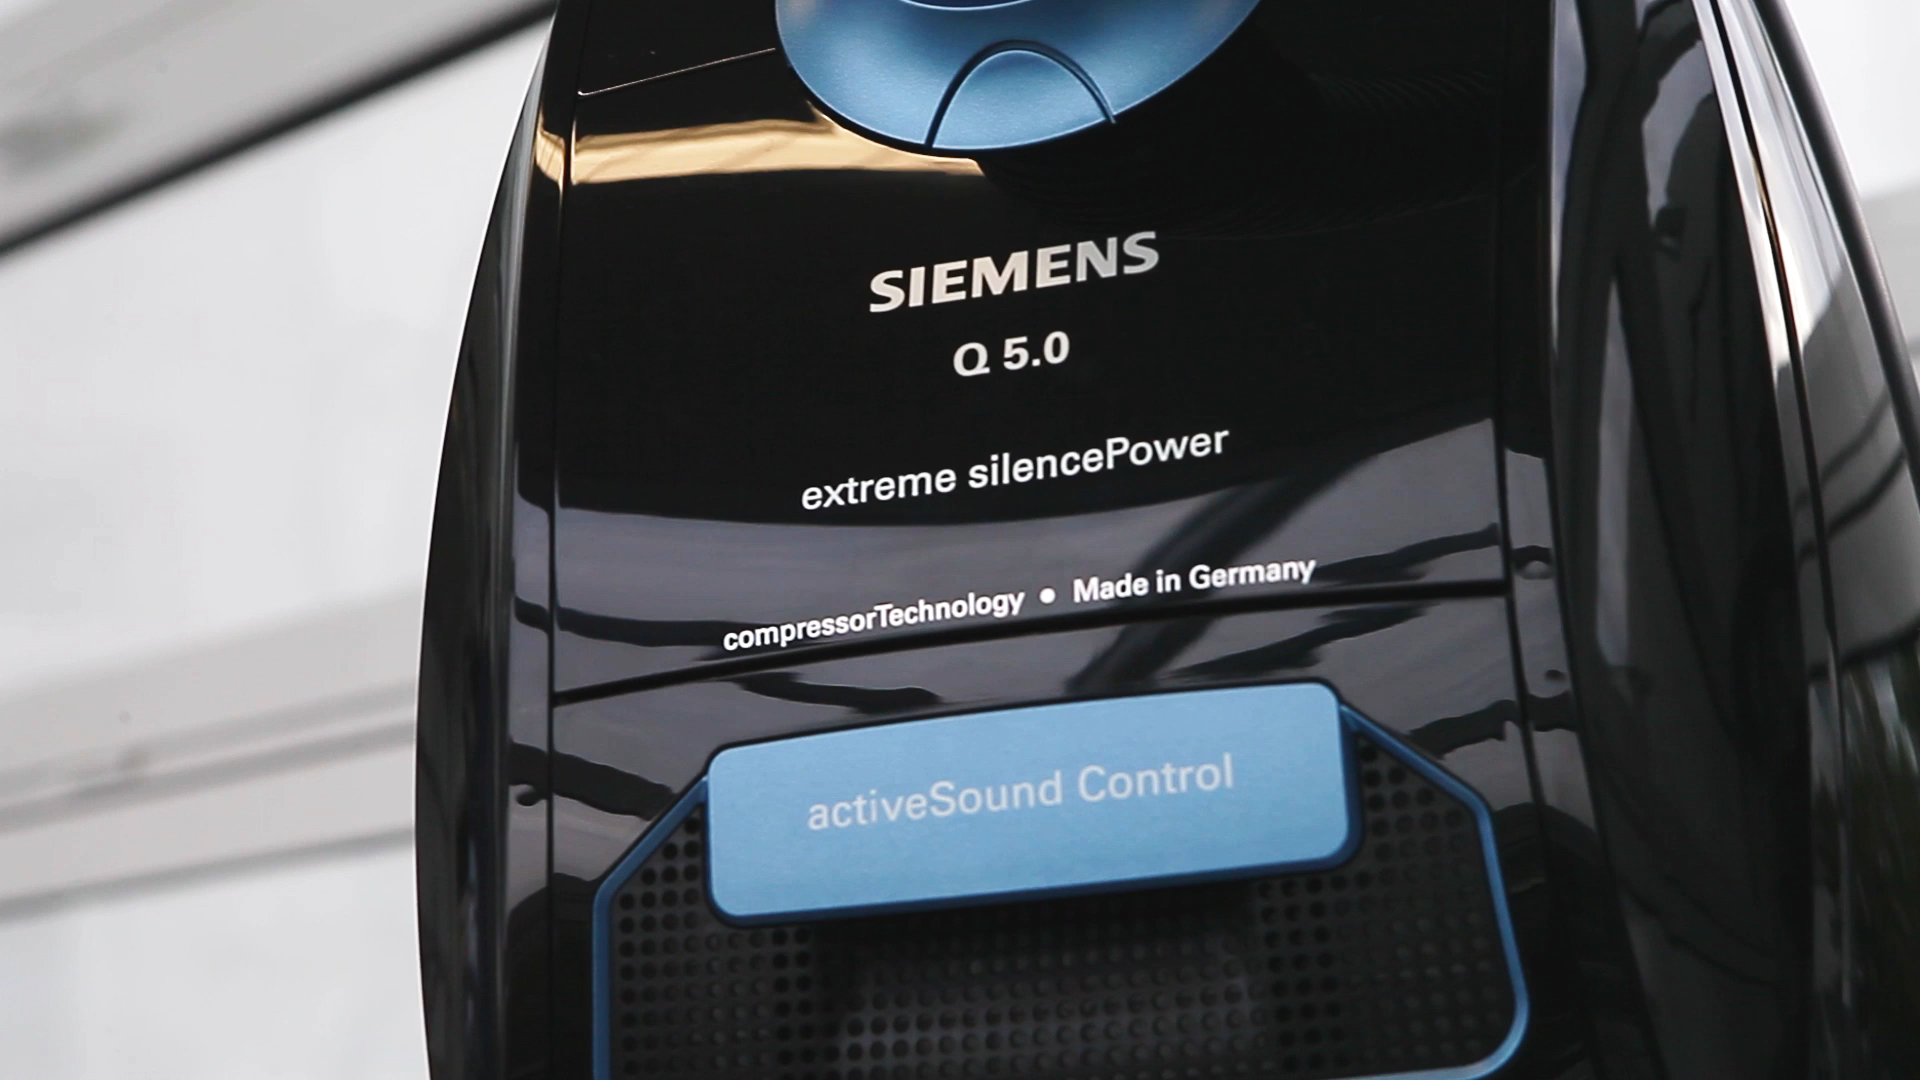 SIEMENS
Q 5.0
extreme silencePower
compressorTechnology • Made in Germany
activeSound Control